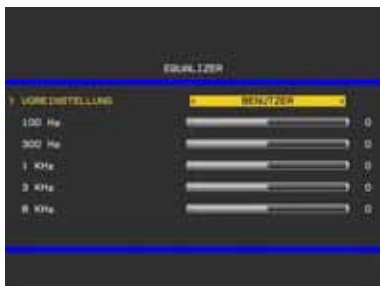 EQUALIZER
VOREINSTELLUNG BENUTZER
100 Hz 0
300 Hz 0
1 KHz 0
3 KHz 0
8 KHz 0